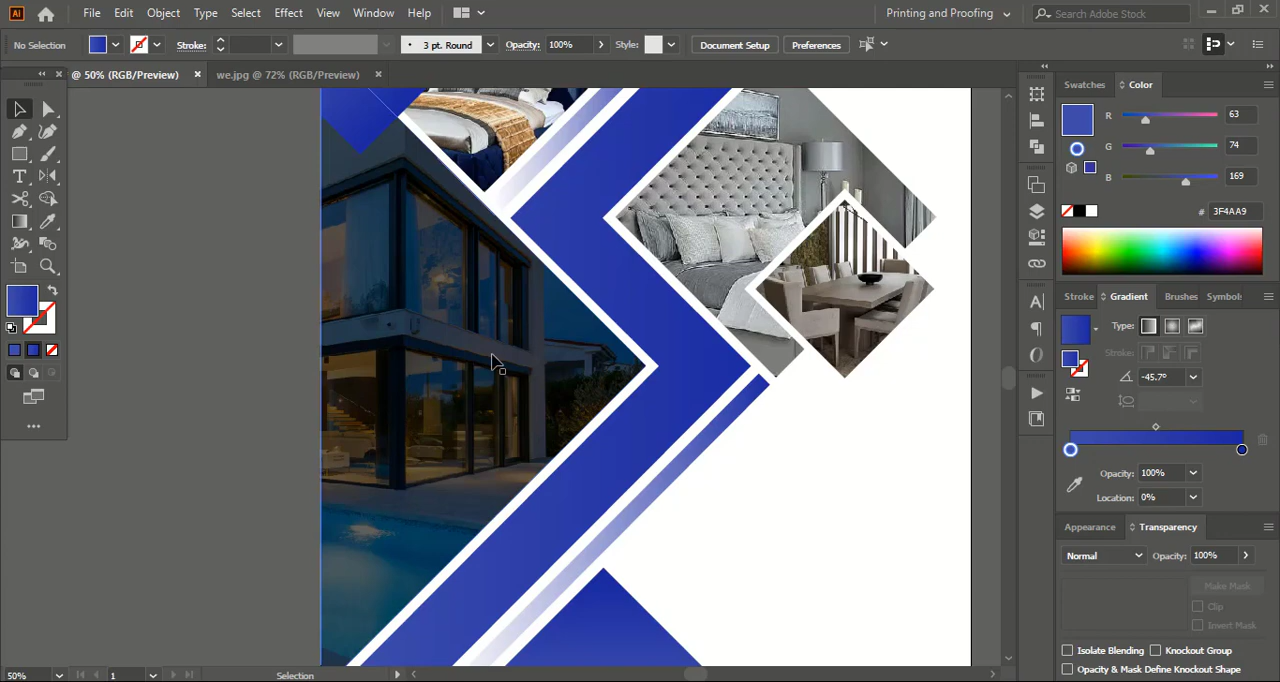 Ai File Edit Object Type Select Effect View Window Help Printing and Proofing Search Adobe Stock
No Selection Stroke: 3 pt. Round Opacity: 100% Style: Document Setup Preferences
@ 50% (RGB/Preview) × we.jpg @ 72% (RGB/Preview) ×
Swatches Color
R 63
G 74
B 169
# 3F4AA9
Stroke Gradient Brushes Symbol:
Type:
Stroke:
-45.7°
Opacity: 100%
Location: 0%
Appearance Transparency
Normal Opacity: 100%
Make Mask
Clip
Invert Mask
Isolate Blending Knockout Group
Opacity & Mask Define Knockout Shape
50% 1 Selection